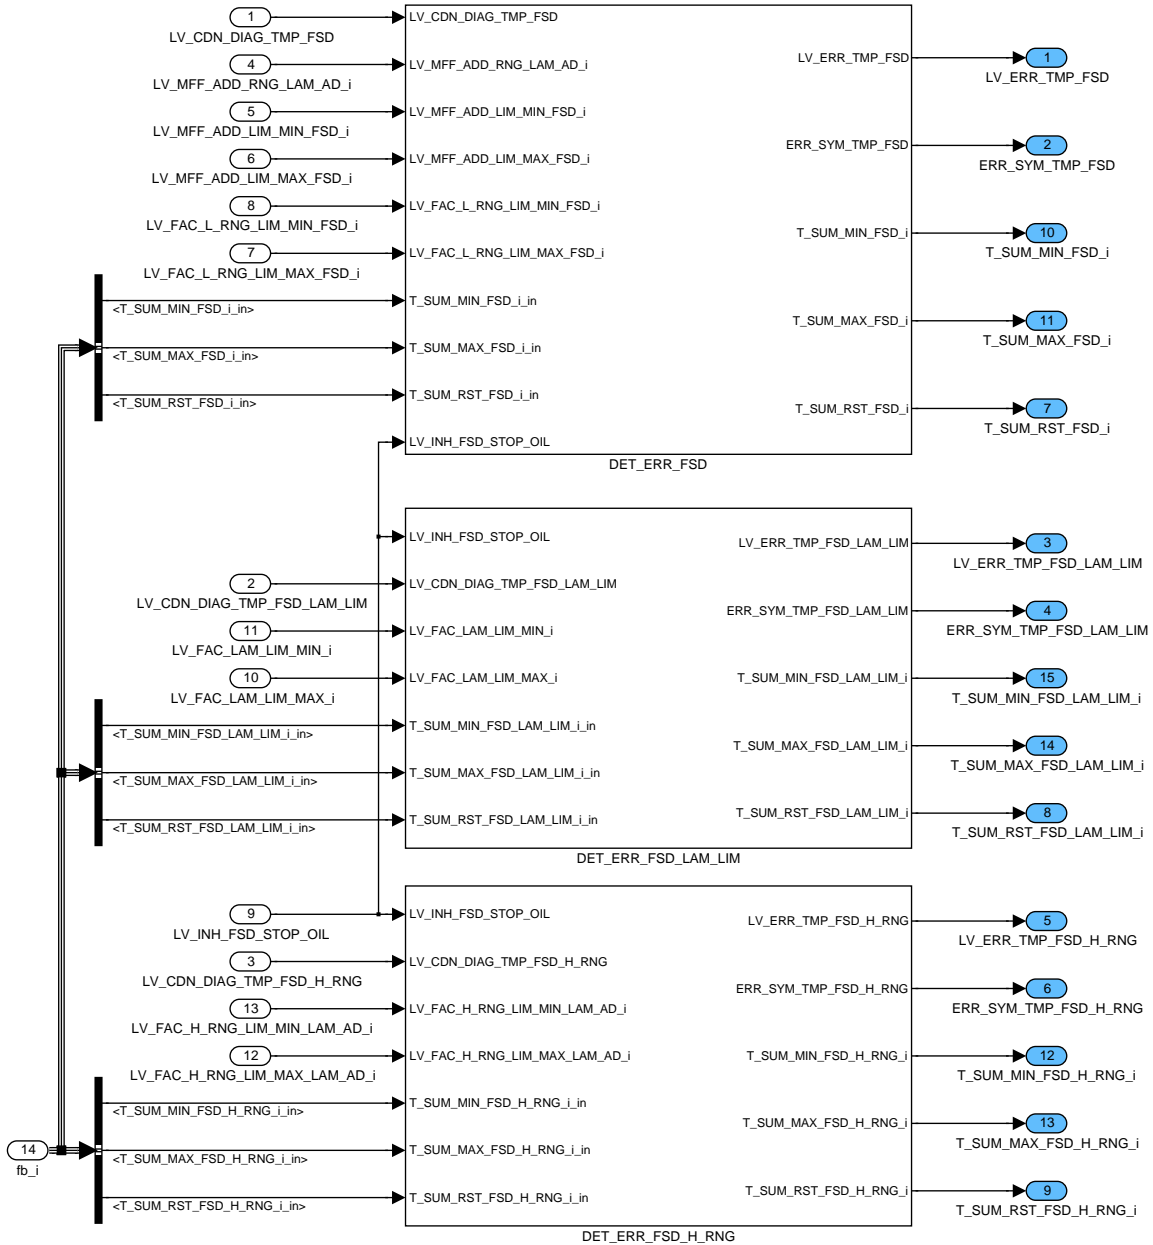 1
LV_CDN_DIAG_TMP_FSD
4
LV_MFF_ADD_RNG_LAM_AD_i
5
LV_MFF_ADD_LIM_MIN_FSD_i
6
LV_MFF_ADD_LIM_MAX_FSD_i
8
LV_FAC_L_RNG_LIM_MIN_FSD_i
7
LV_FAC_L_RNG_LIM_MAX_FSD_i
<T_SUM_MIN_FSD_i_in>
<T_SUM_MAX_FSD_i_in>
<T_SUM_RST_FSD_i_in>
LV_CDN_DIAG_TMP_FSD
LV_MFF_ADD_RNG_LAM_AD_i
LV_MFF_ADD_LIM_MIN_FSD_i
LV_MFF_ADD_LIM_MAX_FSD_i
LV_FAC_L_RNG_LIM_MIN_FSD_i
LV_FAC_L_RNG_LIM_MAX_FSD_i
T_SUM_MIN_FSD_i_in
T_SUM_MAX_FSD_i_in
T_SUM_RST_FSD_i_in
LV_INH_FSD_STOP_OIL
LV_ERR_TMP_FSD
ERR_SYM_TMP_FSD
T_SUM_MIN_FSD_i
T_SUM_MAX_FSD_i
T_SUM_RST_FSD_i
DET_ERR_FSD
1
LV_ERR_TMP_FSD
2
ERR_SYM_TMP_FSD
10
T_SUM_MIN_FSD_i
11
T_SUM_MAX_FSD_i
7
T_SUM_RST_FSD_i
2
LV_CDN_DIAG_TMP_FSD_LAM_LIM
11
LV_FAC_LAM_LIM_MIN_i
10
LV_FAC_LAM_LIM_MAX_i
<T_SUM_MIN_FSD_LAM_LIM_i_in>
<T_SUM_MAX_FSD_LAM_LIM_i_in>
<T_SUM_RST_FSD_LAM_LIM_i_in>
LV_INH_FSD_STOP_OIL
LV_CDN_DIAG_TMP_FSD_LAM_LIM
LV_FAC_LAM_LIM_MIN_i
LV_FAC_LAM_LIM_MAX_i
T_SUM_MIN_FSD_LAM_LIM_i_in
T_SUM_MAX_FSD_LAM_LIM_i_in
T_SUM_RST_FSD_LAM_LIM_i_in
LV_ERR_TMP_FSD_LAM_LIM
ERR_SYM_TMP_FSD_LAM_LIM
T_SUM_MIN_FSD_LAM_LIM_i
T_SUM_MAX_FSD_LAM_LIM_i
T_SUM_RST_FSD_LAM_LIM_i
DET_ERR_FSD_LAM_LIM
3
LV_ERR_TMP_FSD_LAM_LIM
4
ERR_SYM_TMP_FSD_LAM_LIM
15
T_SUM_MIN_FSD_LAM_LIM_i
14
T_SUM_MAX_FSD_LAM_LIM_i
8
T_SUM_RST_FSD_LAM_LIM_i
9
LV_INH_FSD_STOP_OIL
3
LV_CDN_DIAG_TMP_FSD_H_RNG
13
LV_FAC_H_RNG_LIM_MIN_LAM_AD_i
12
LV_FAC_H_RNG_LIM_MAX_LAM_AD_i
<T_SUM_MIN_FSD_H_RNG_i_in>
<T_SUM_MAX_FSD_H_RNG_i_in>
<T_SUM_RST_FSD_H_RNG_i_in>
14
fb_i
LV_INH_FSD_STOP_OIL
LV_CDN_DIAG_TMP_FSD_H_RNG
LV_FAC_H_RNG_LIM_MIN_LAM_AD_i
LV_FAC_H_RNG_LIM_MAX_LAM_AD_i
T_SUM_MIN_FSD_H_RNG_i_in
T_SUM_MAX_FSD_H_RNG_i_in
T_SUM_RST_FSD_H_RNG_i_in
LV_ERR_TMP_FSD_H_RNG
ERR_SYM_TMP_FSD_H_RNG
T_SUM_MIN_FSD_H_RNG_i
T_SUM_MAX_FSD_H_RNG_i
T_SUM_RST_FSD_H_RNG_i
DET_ERR_FSD_H_RNG
5
LV_ERR_TMP_FSD_H_RNG
6
ERR_SYM_TMP_FSD_H_RNG
12
T_SUM_MIN_FSD_H_RNG_i
13
T_SUM_MAX_FSD_H_RNG_i
9
T_SUM_RST_FSD_H_RNG_i